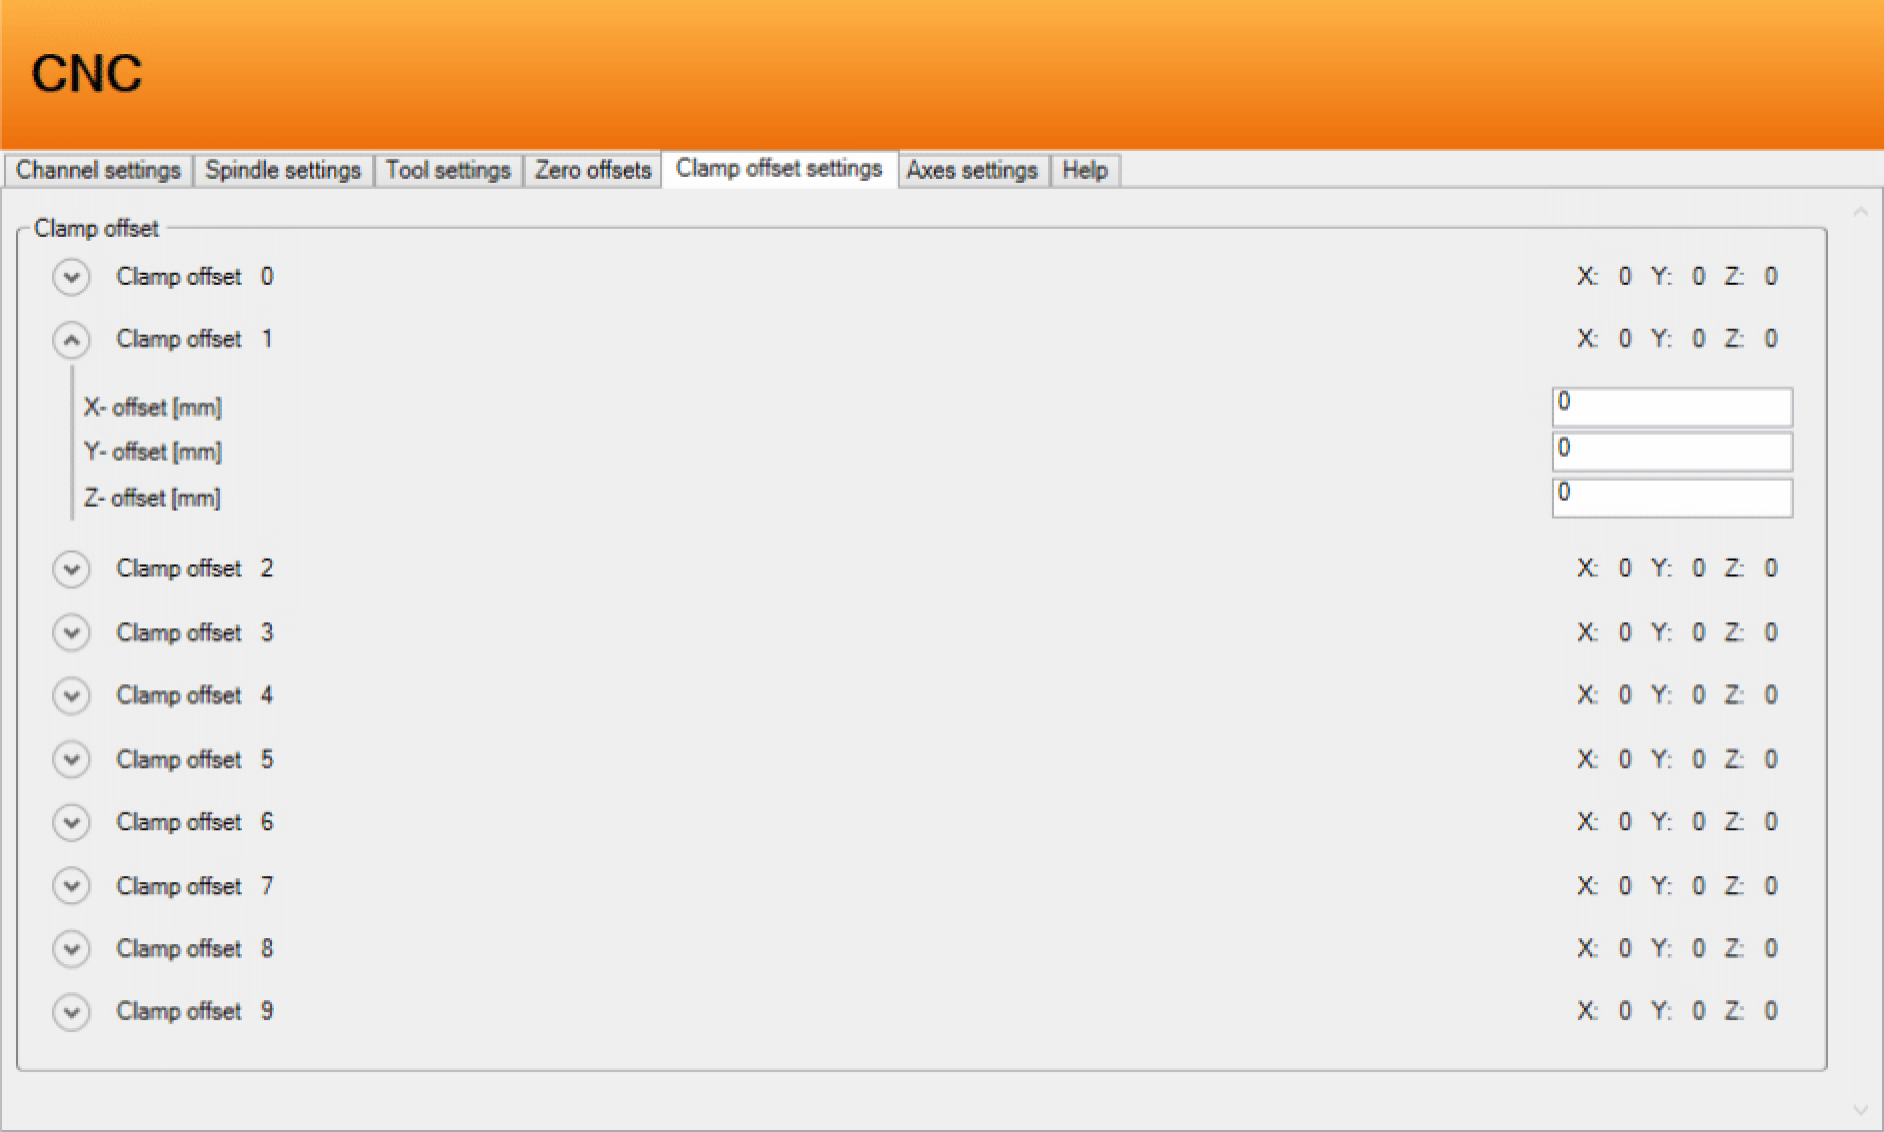 CNC
Channel settings Spindle settings Tool settings Zero offsets Clamp offset settings Axes settings Help
Clamp offset
Clamp offset 0 X: 0 Y: 0 Z: 0
Clamp offset 1 X: 0 Y: 0 Z: 0
X- offset [mm] 0
Y- offset [mm] 0
Z- offset [mm] 0
Clamp offset 2 X: 0 Y: 0 Z: 0
Clamp offset 3 X: 0 Y: 0 Z: 0
Clamp offset 4 X: 0 Y: 0 Z: 0
Clamp offset 5 X: 0 Y: 0 Z: 0
Clamp offset 6 X: 0 Y: 0 Z: 0
Clamp offset 7 X: 0 Y: 0 Z: 0
Clamp offset 8 X: 0 Y: 0 Z: 0
Clamp offset 9 X: 0 Y: 0 Z: 0